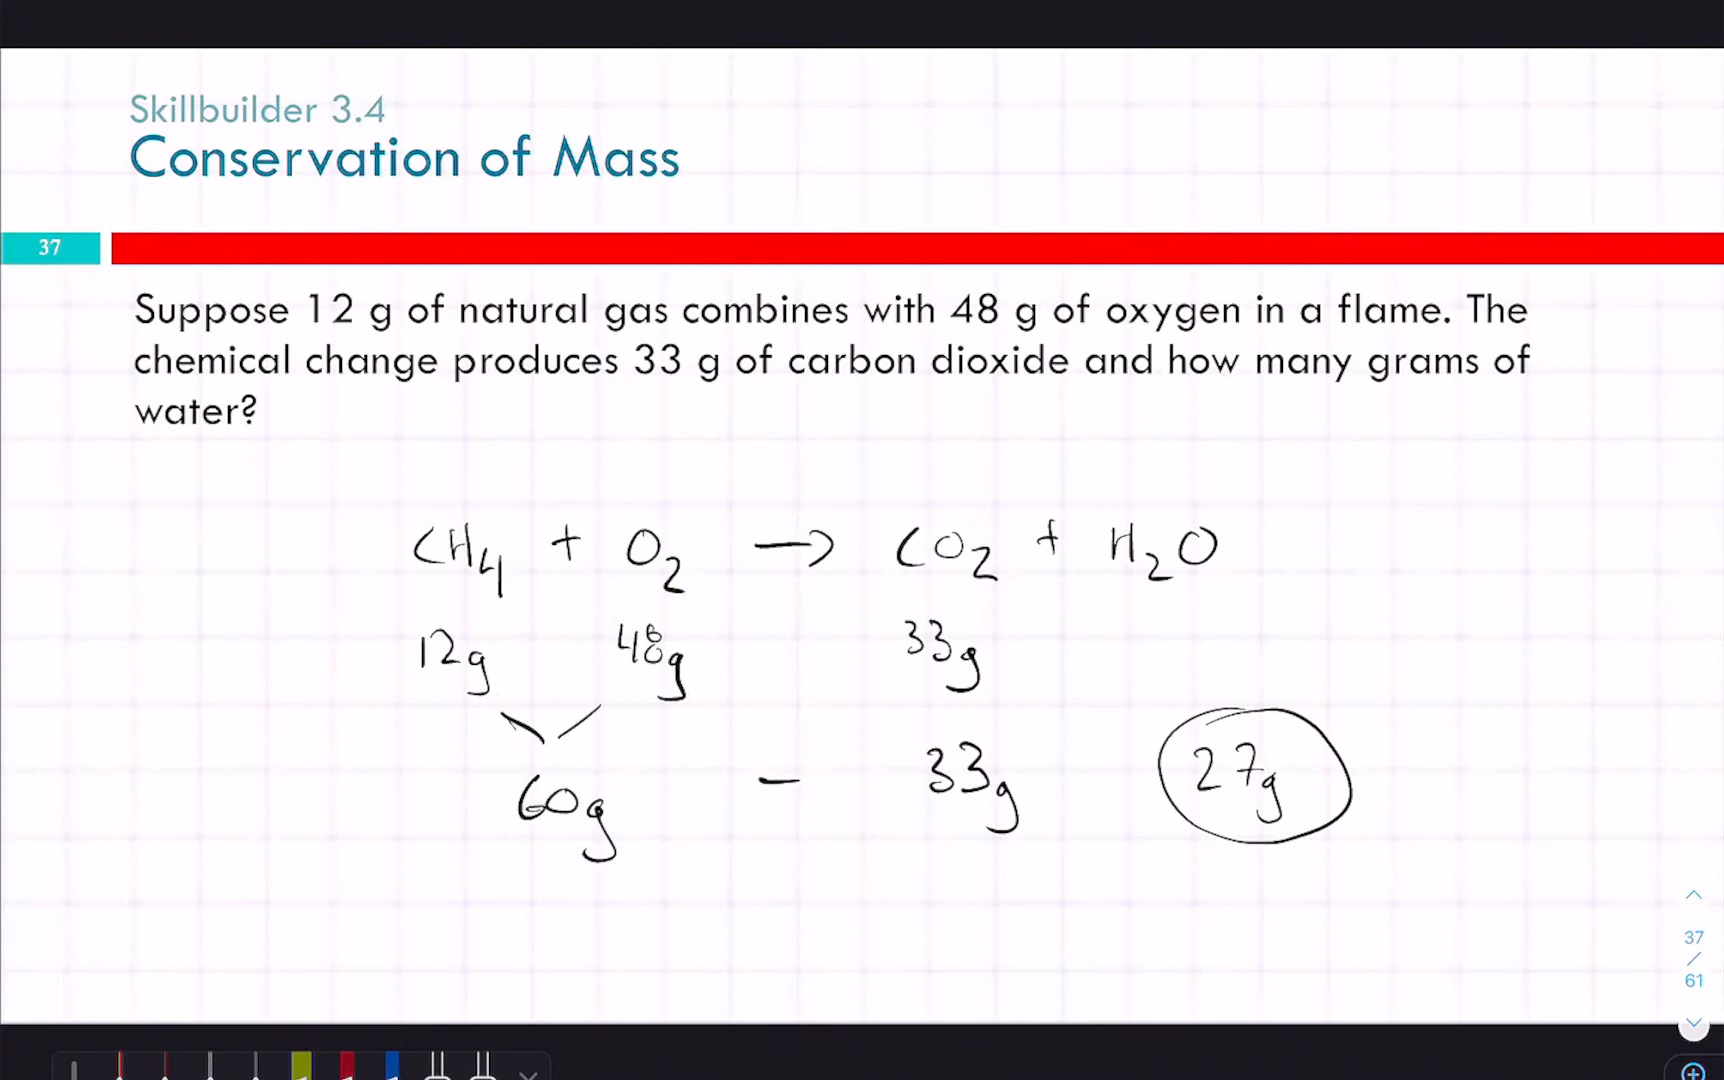 Skillbuilder 3.4
Conservation of Mass
37
Suppose 12 g of natural gas combines with 48 g of oxygen in a flame. The
chemical change produces 33 g of carbon dioxide and how many grams of
water?
CH₄ + O₂ → CO₂ + H₂O
12g 48g 33g
60g - 33g 27g
37
/
61